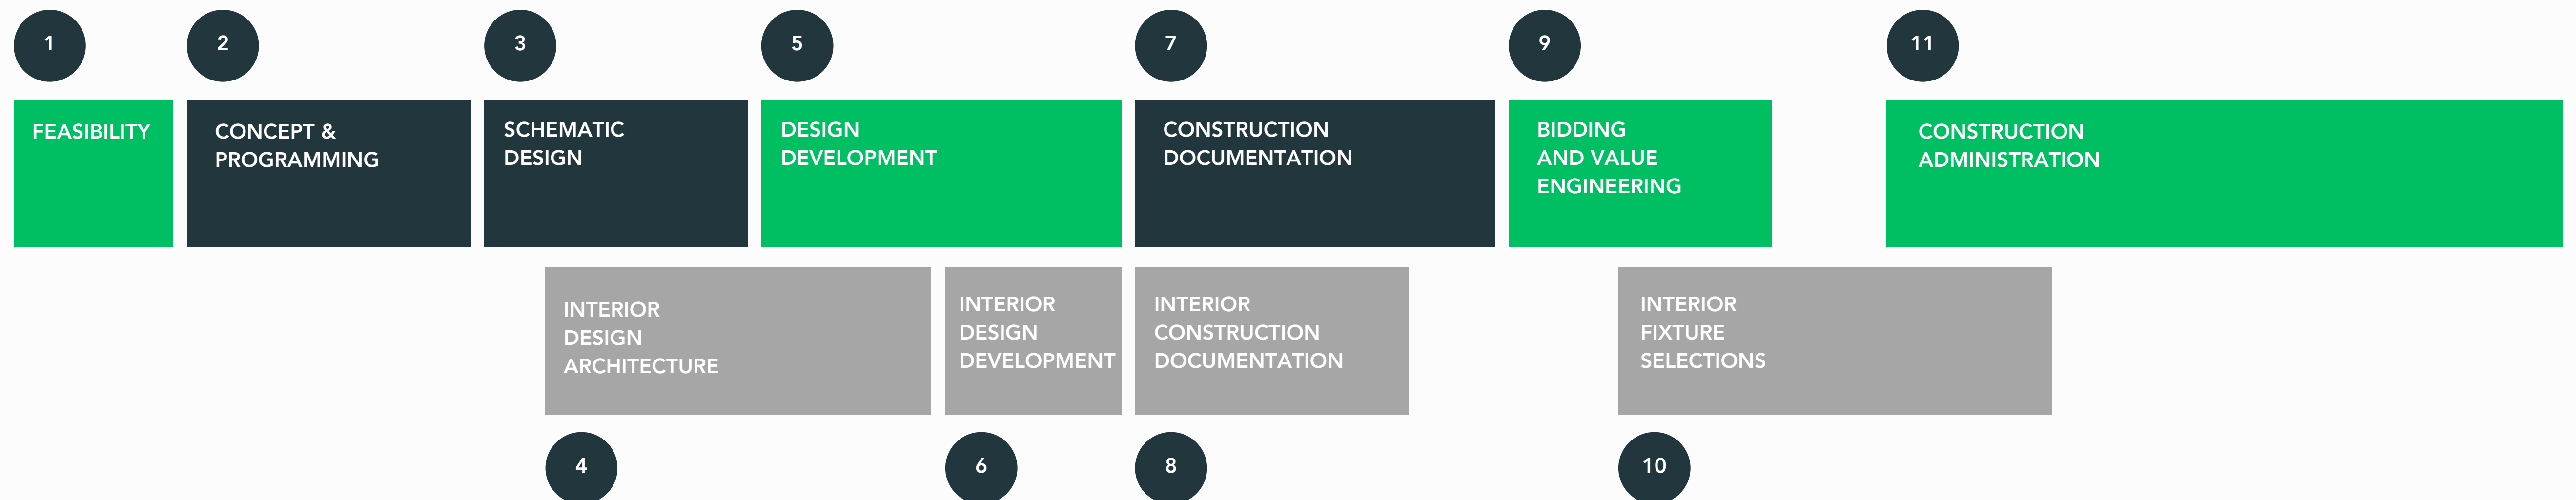 1
2
3
5
7
9
11
FEASIBILITY
CONCEPT &
PROGRAMMING
SCHEMATIC
DESIGN
DESIGN
DEVELOPMENT
CONSTRUCTION
DOCUMENTATION
BIDDING
AND VALUE
ENGINEERING
CONSTRUCTION
ADMINISTRATION
INTERIOR
DESIGN
ARCHITECTURE
INTERIOR
DESIGN
DEVELOPMENT
INTERIOR
CONSTRUCTION
DOCUMENTATION
INTERIOR
FIXTURE
SELECTIONS
4
6
8
10